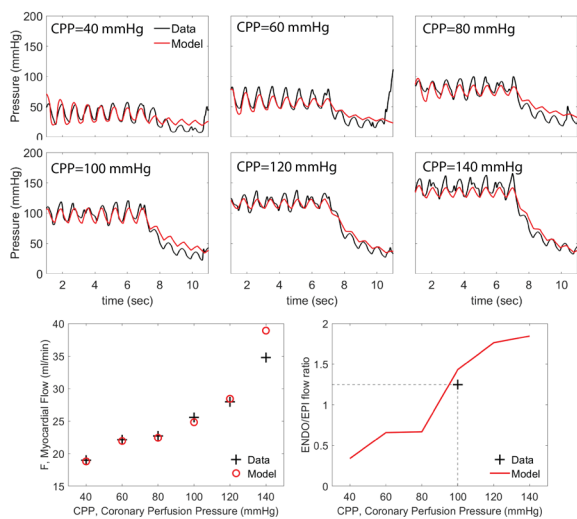 CPP=40 mmHg
CPP=60 mmHg
CPP=80 mmHg
Data
Model
Pressure (mmHg)
200
150
100
50
0
CPP=100 mmHg
CPP=120 mmHg
CPP=140 mmHg
Pressure (mmHg)
200
150
100
50
0
2 4 6 8 10
2 4 6 8 10
2 4 6 8 10
time (sec)
time (sec)
time (sec)
F, Myocardial Flow (ml/min)
40
35
30
25
20
15
Data
Model
40 60 80 100 120 140
CPP, Coronary Perfusion Pressure (mmHg)
ENDO/EPI flow ratio
2
1.5
1
0.5
0
Data
Model
40 60 80 100 120 140
CPP, Coronary Perfusion Pressure (mmHg)